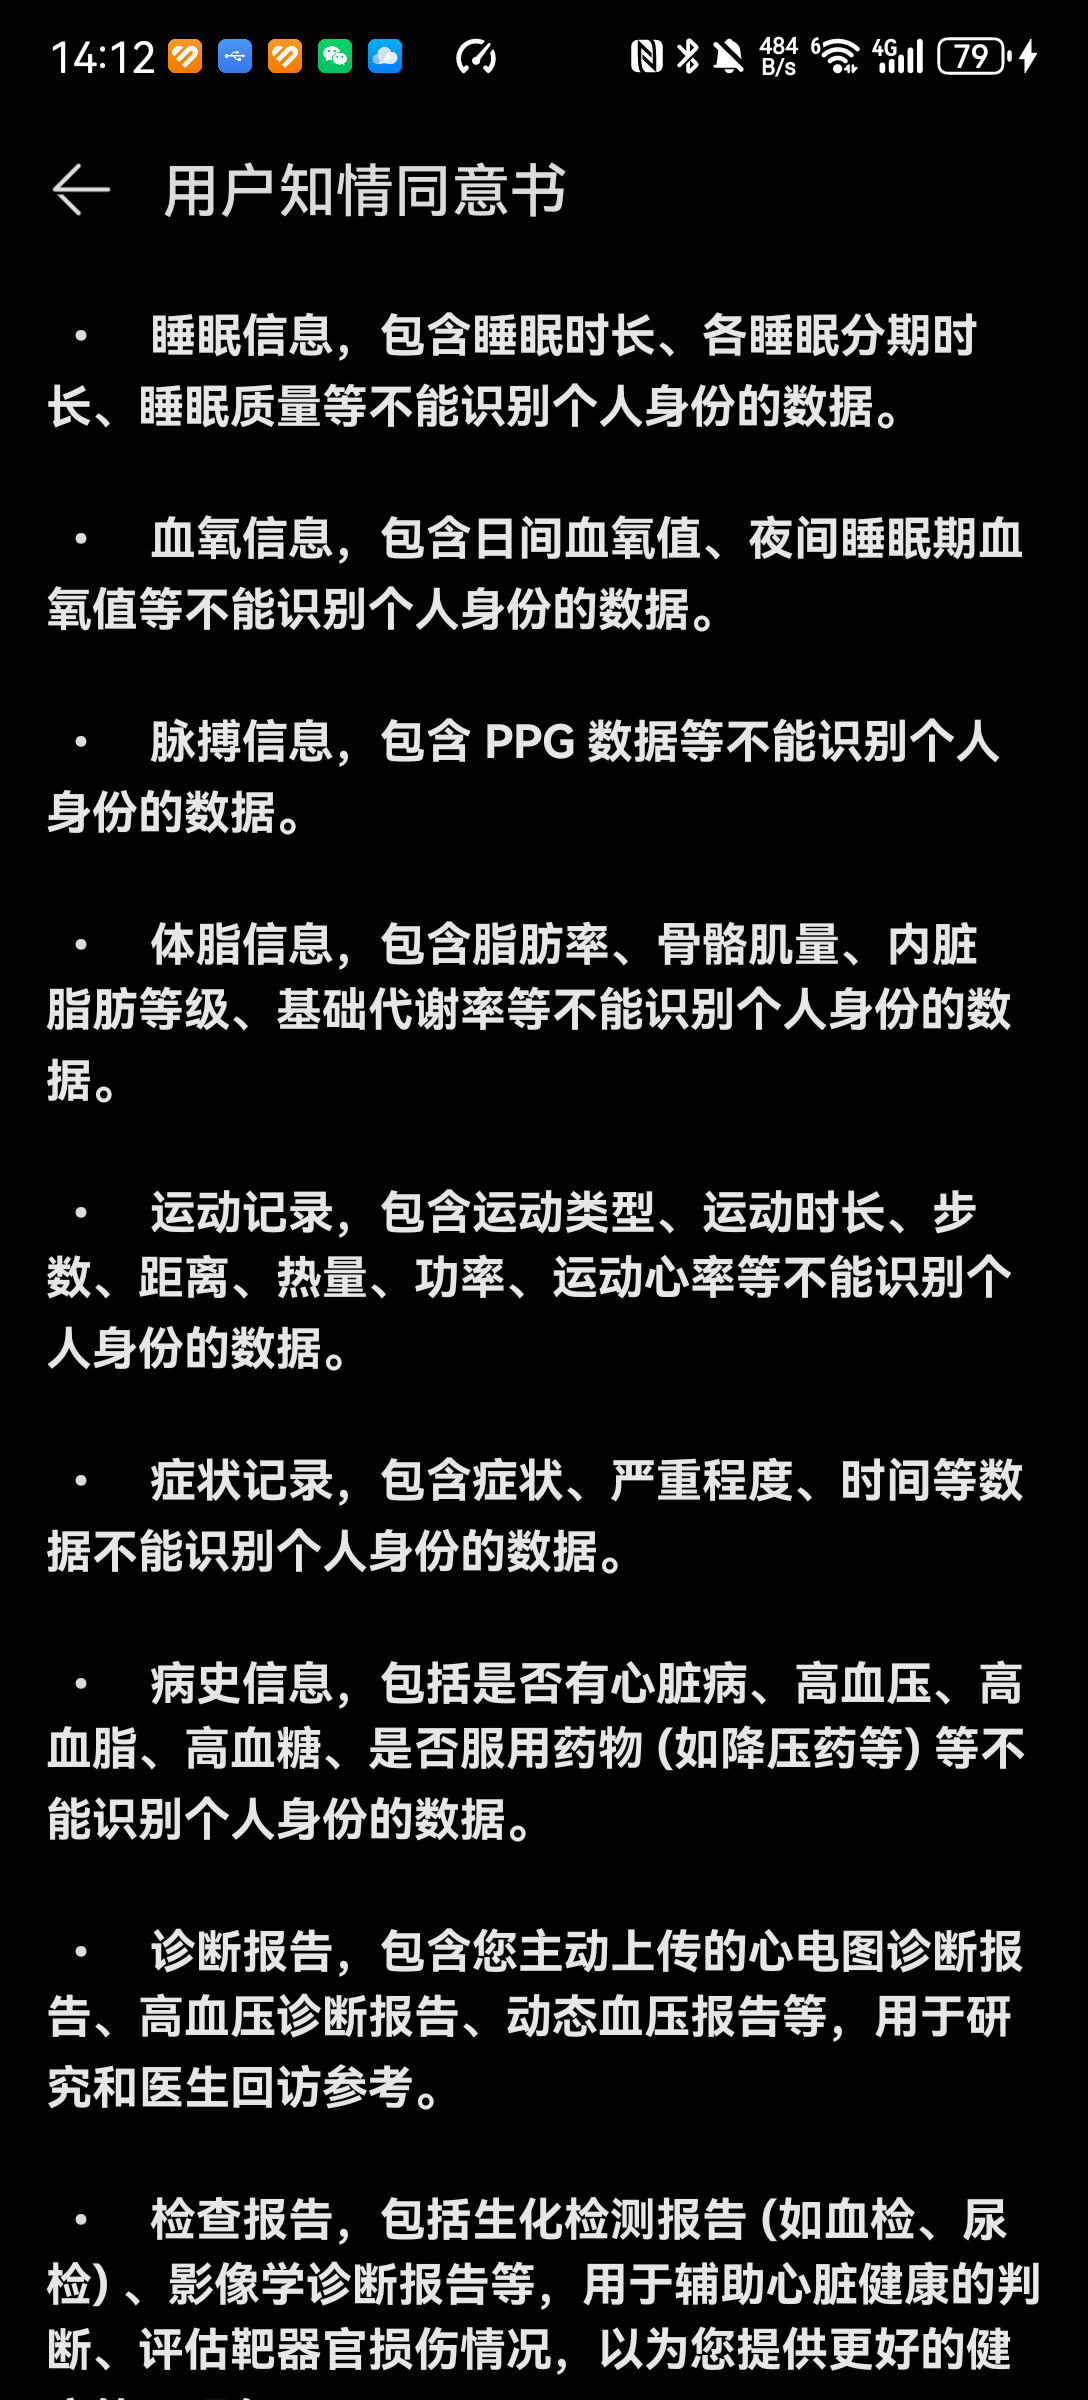 14:12 484 B/s 6 4G 79
用户知情同意书
• 睡眠信息，包含睡眠时长、各睡眠分期时
长、睡眠质量等不能识别个人身份的数据。
• 血氧信息，包含日间血氧值、夜间睡眠期血
氧值等不能识别个人身份的数据。
• 脉搏信息，包含 PPG 数据等不能识别个人
身份的数据。
• 体脂信息，包含脂肪率、骨骼肌量、内脏
脂肪等级、基础代谢率等不能识别个人身份的数
据。
• 运动记录，包含运动类型、运动时长、步
数、距离、热量、功率、运动心率等不能识别个
人身份的数据。
• 症状记录，包含症状、严重程度、时间等数
据不能识别个人身份的数据。
• 病史信息，包括是否有心脏病、高血压、高
血脂、高血糖、是否服用药物 (如降压药等) 等不
能识别个人身份的数据。
• 诊断报告，包含您主动上传的心电图诊断报
告、高血压诊断报告、动态血压报告等，用于研
究和医生回访参考。
• 检查报告，包括生化检测报告 (如血检、尿
检) 、影像学诊断报告等，用于辅助心脏健康的判
断、评估靶器官损伤情况，以为您提供更好的健